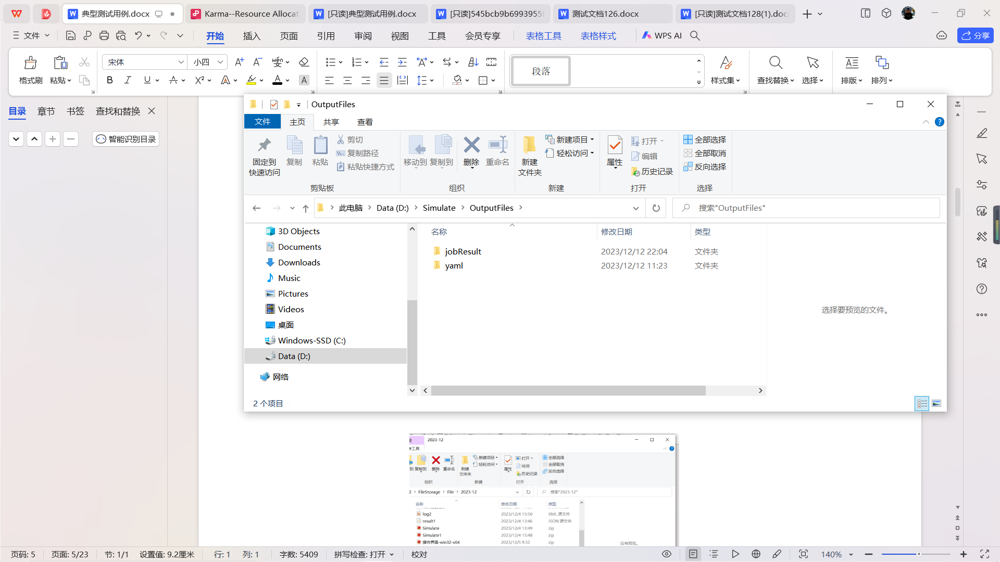 典型测试用例.docx
Karma--Resource Allocat
[只读]典型测试用例.docx
[只读]545bcb9b6993955f
测试文档126.docx
[只读]测试文档128(1).docx
文件
开始
插入
页面
引用
审阅
视图
工具
会员专享
表格工具
表格样式
WPS AI
分享
宋体
小四
格式刷
粘贴
段落
样式集
查找替换
选择
排版
排列
目录
章节
书签
查找和替换
智能识别目录
OutputFiles
文件
主页
共享
查看
固定到
快速访问
复制
粘贴
剪切
复制路径
粘贴快捷方式
移动到
复制到
删除
重命名
新建
文件夹
新建项目
轻松访问
属性
打开
编辑
历史记录
全部选择
全部取消
反向选择
剪贴板
组织
新建
打开
选择
此电脑
Data (D:)
Simulate
OutputFiles
搜索"OutputFiles"
3D Objects
Documents
Downloads
Music
Pictures
Videos
桌面
Windows-SSD (C:)
Data (D:)
网络
名称
修改日期
类型
jobResult
2023/12/12 22:04
文件夹
yaml
2023/12/12 11:23
文件夹
选择要预览的文件。
2 个项目
2023-12
新建项目
轻松访问
打开
编辑
历史记录
全部选择
全部取消
反向选择
复制到
删除
重命名
新建
文件夹
属性
组织
新建
打开
选择
FileStorage
File
2023-12
搜索"2023-12"
名称
修改日期
类型
log2
2023/12/4 15:50
XML 源文件
result1
2023/12/4 13:46
JSON 源文件
Simulate
2023/12/4 13:49
zip
Simulate1
2023/12/4 15:48
zip
操作界面-win32-x64
2023/12/5 9:32
zip
没有预览。
页码: 5
页面: 5/23
节: 1/1
设置值: 9.2厘米
行: 1
列: 1
字数: 5409
拼写检查: 打开
校对
140%